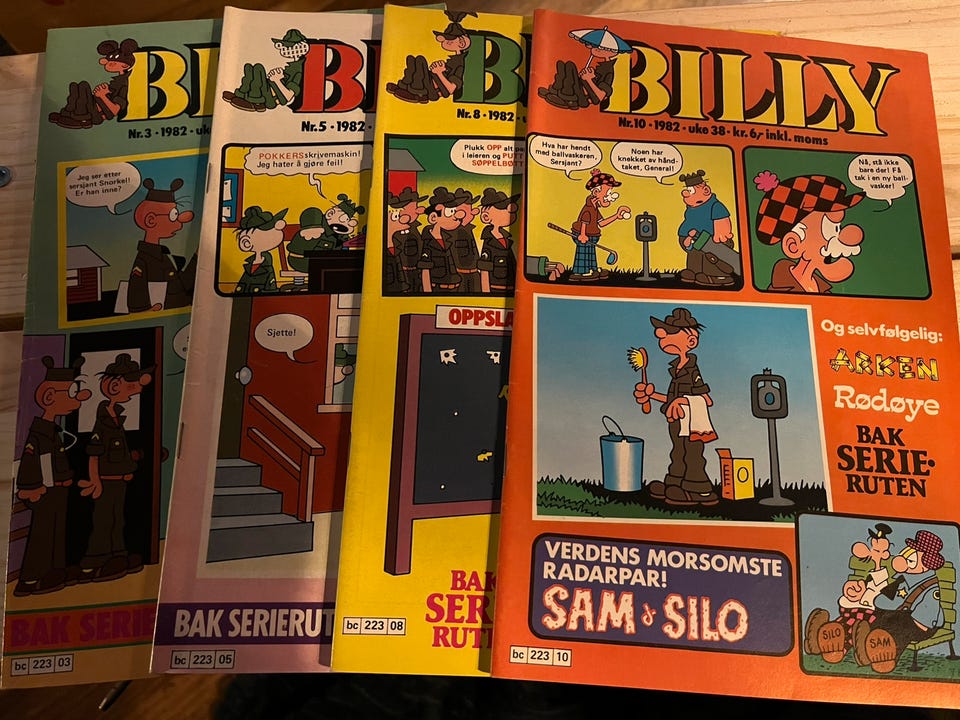 B
Nr.3 · 1982 · uk
Jeg ser etter
sersjant Snorkel!
Er han inne?
BAK SERIE
bc 223 03
B
Nr.5 · 1982 ·
POKKERS skrivemaskin!
Jeg hater å gjøre feil!
Sjette!
BAK SERIERUT
bc 223 05
B
Nr.8 · 1982 · u
Plukk OPP alt pa
i leieren og PUTT
SØPPELBØTT
OPPSLA
BAK
SER
RUT
bc 223 08
BILLY
Nr.10 · 1982 · uke 38 · kr. 6,- inkl. moms
Hva har hendt
med ballvaskeren,
Sersjant?
Noen har
knekket av hånd-
taket, General!
Nå, stå ikke
bare der! Få
tak i en ny ball-
vasker!
Og selvfølgelig:
ARKEN
Rødøye
BAK
SERIE-
RUTEN
VERDENS MORSOMSTE
RADARPAR!
SAM & SILO
SILO
SAM
bc 223 10